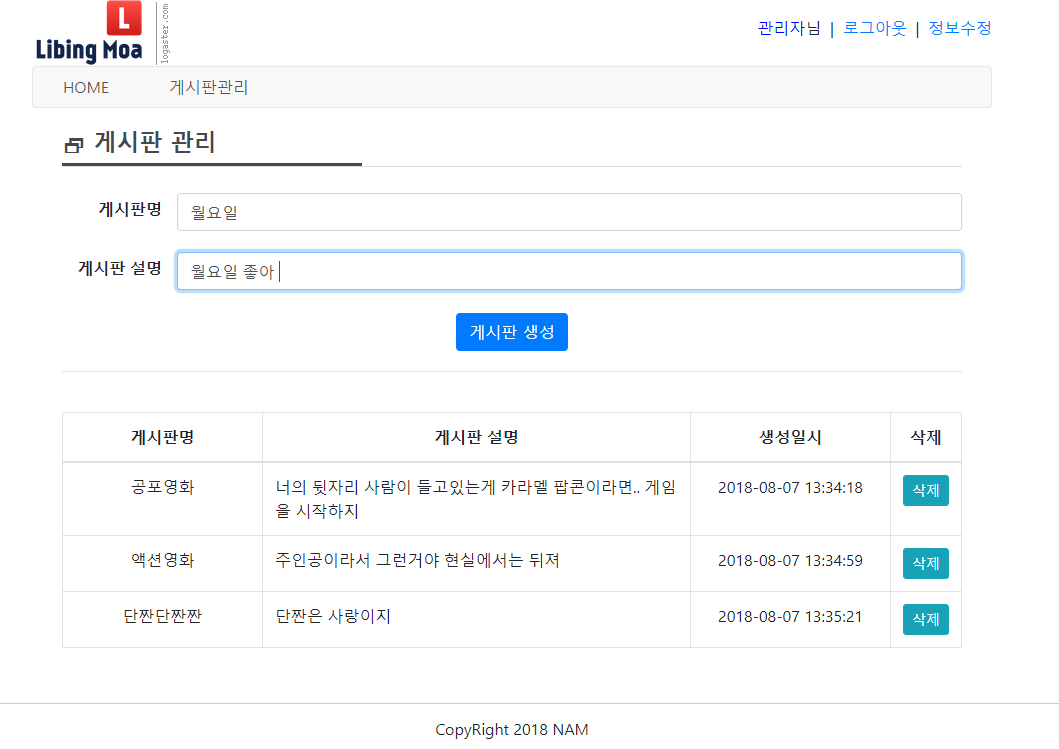 L
Libing Moa
logaster.com
관리자님 | 로그아웃 | 정보수정
HOME 게시판관리
게시판 관리
게시판명 월요일
게시판 설명 월요일 좋아
게시판 생성
게시판명 게시판 설명 생성일시 삭제
공포영화 너의 뒷자리 사람이 들고있는게 카라멜 팝콘이라면.. 게임 2018-08-07 13:34:18 삭제
을 시작하지
액션영화 주인공이라서 그런거야 현실에서는 뒤져 2018-08-07 13:34:59 삭제
단짠단짠짠 단짠은 사랑이지 2018-08-07 13:35:21 삭제
CopyRight 2018 NAM